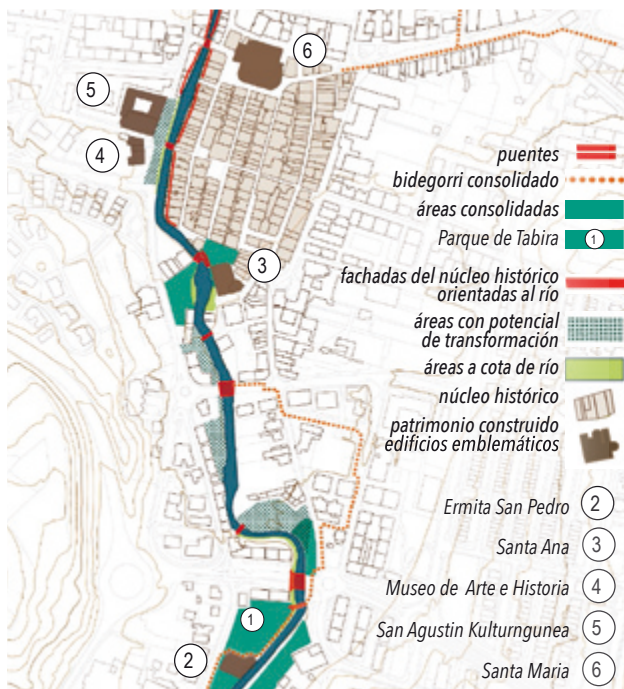 6
5
4
3
1
2
puentes
bidegorri consolidado
áreas consolidadas
Parque de Tabira 1
fachadas del núcleo histórico
orientadas al río
áreas con potencial
de transformación
áreas a cota de río
núcleo histórico
patrimonio construido
edificios emblemáticos
Ermita San Pedro 2
Santa Ana 3
Museo de Arte e Historia 4
San Agustin Kulturngunea 5
Santa Maria 6